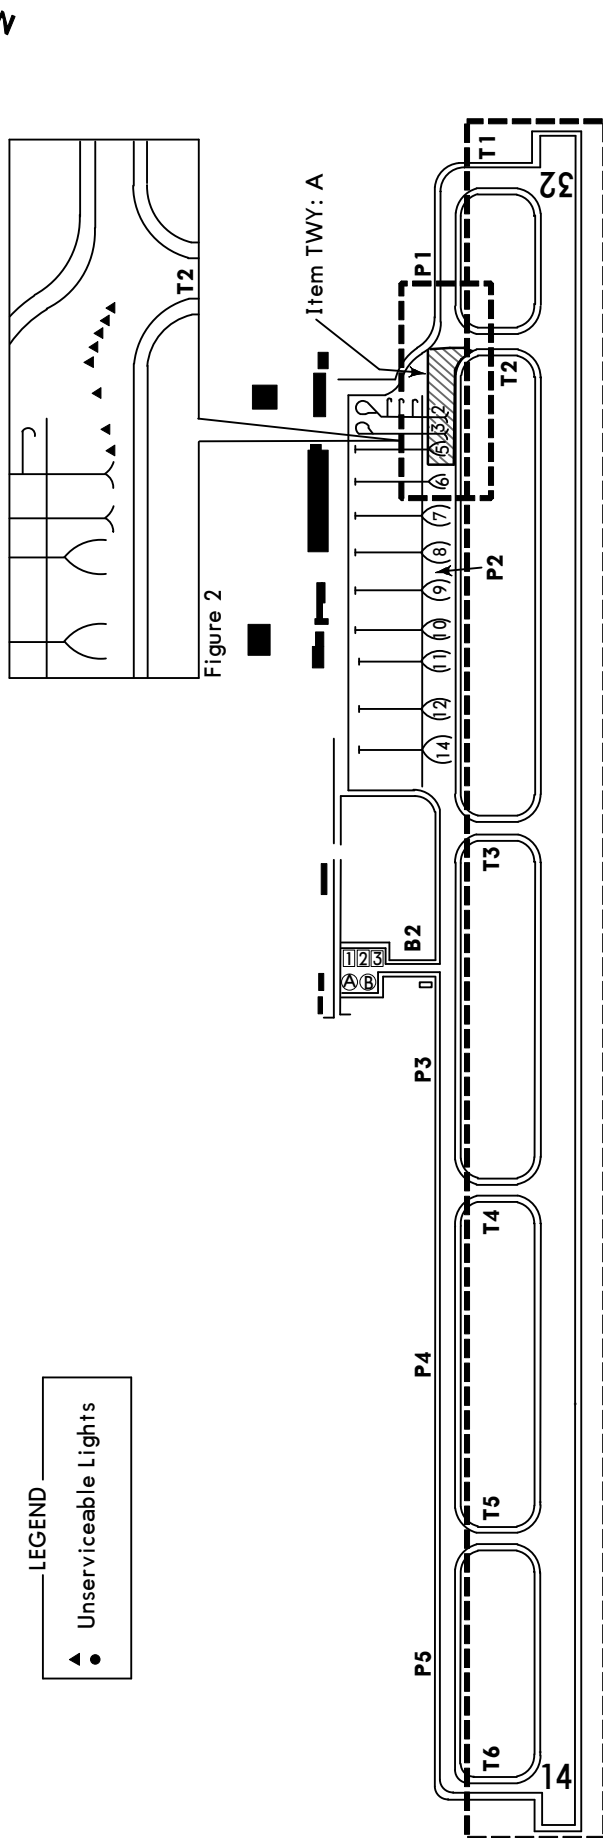 T2
Figure 2
Item TWY: A
T1
32
P1
T2
2
3
5
6
7
8
9
10
11
12
14
P2
T3
B2
1 2 3
A B
P3
T4
P4
T5
P5
T6
14
LEGEND
Unserviceable Lights